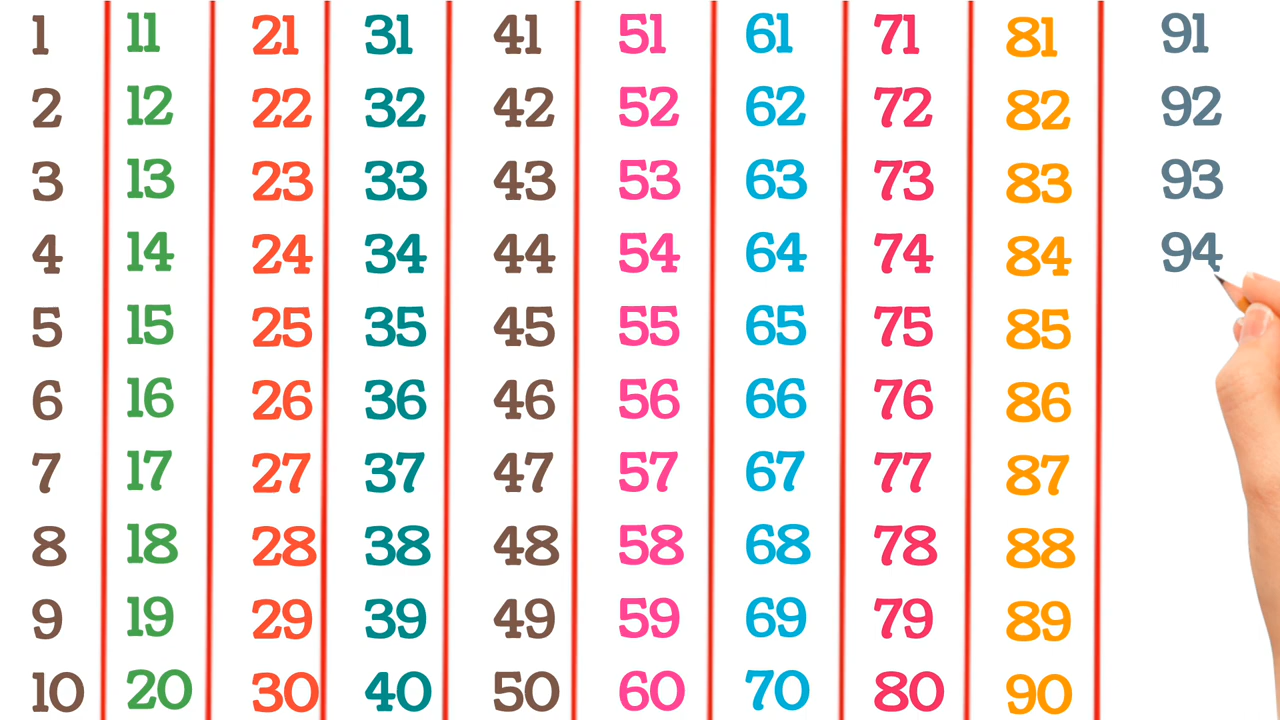 1 11 21 31 41 51 61 71 81 91
2 12 22 32 42 52 62 72 82 92
3 13 23 33 43 53 63 73 83 93
4 14 24 34 44 54 64 74 84 94
5 15 25 35 45 55 65 75 85
6 16 26 36 46 56 66 76 86
7 17 27 37 47 57 67 77 87
8 18 28 38 48 58 68 78 88
9 19 29 39 49 59 69 79 89
10 20 30 40 50 60 70 80 90